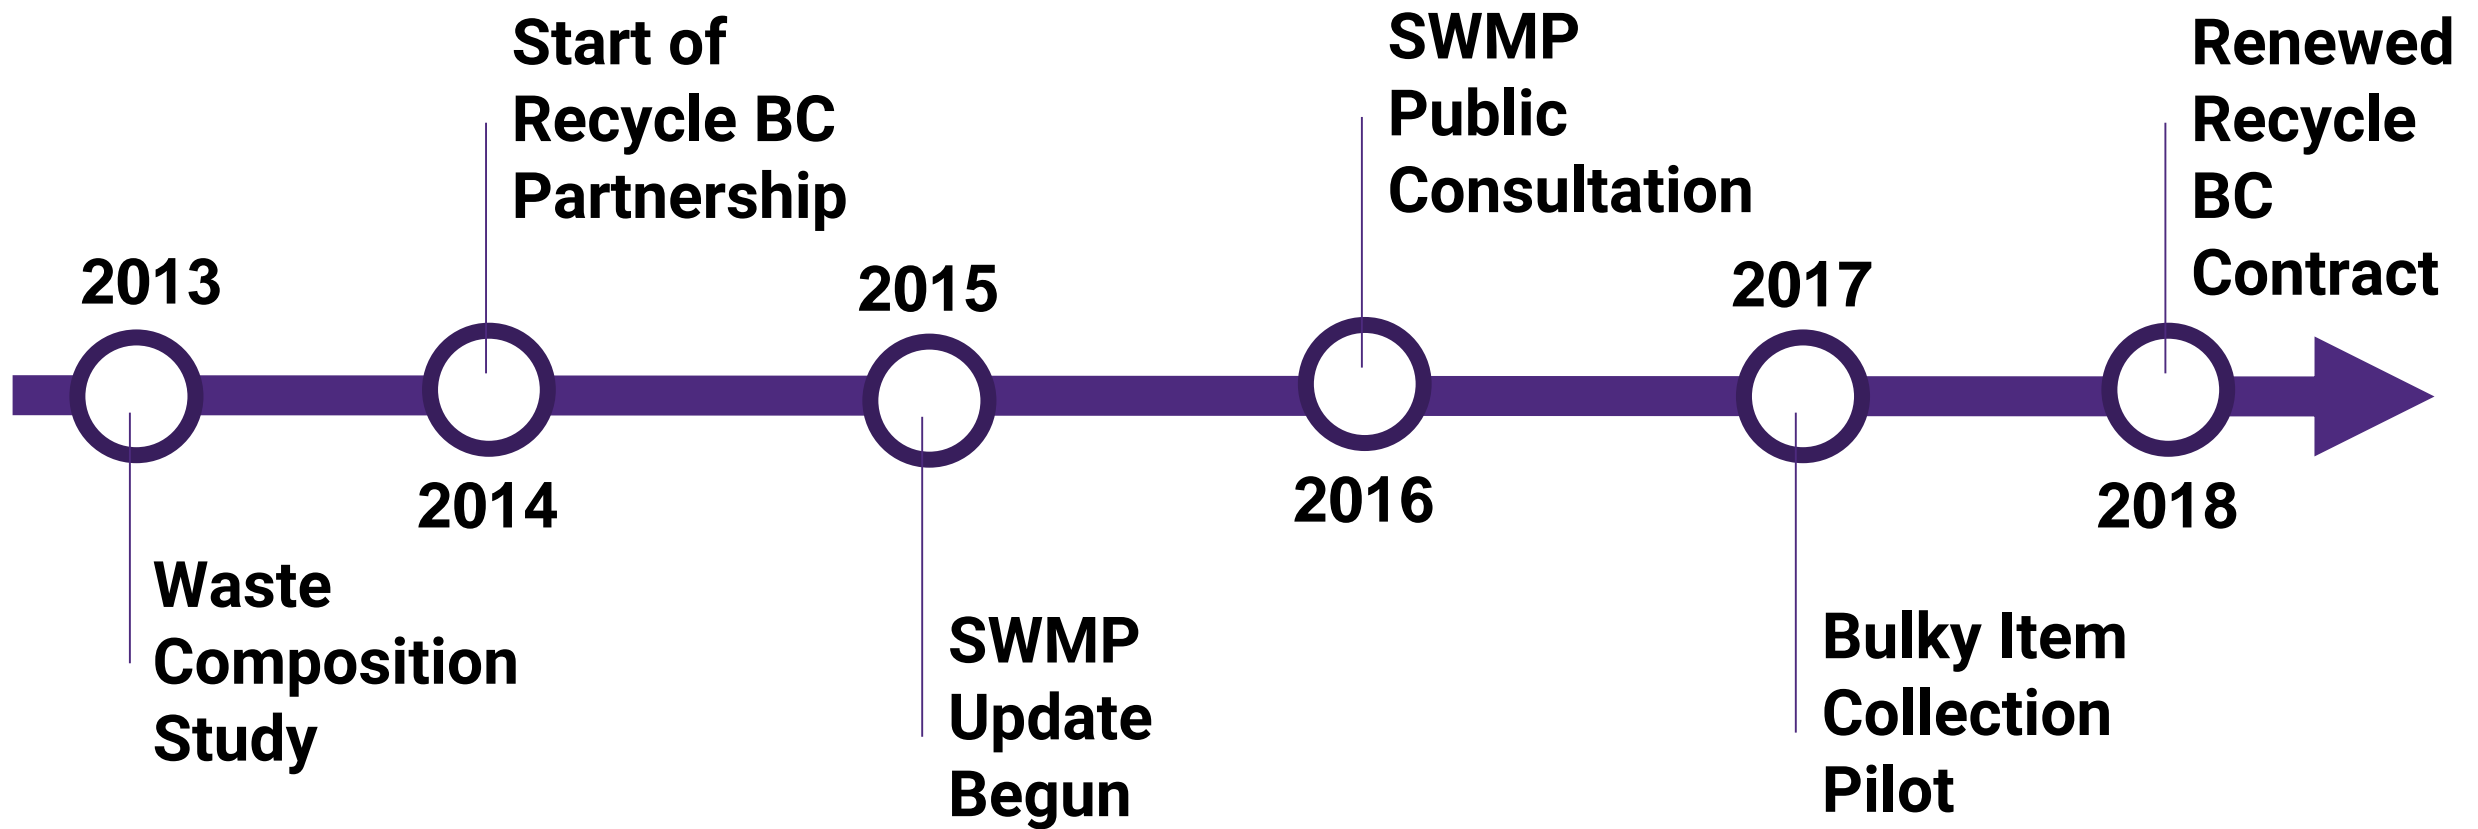 2013
Waste
Composition
Study
Start of
Recycle BC
Partnership
2014
2015
SWMP
Update
Begun
SWMP
Public
Consultation
2016
2017
Bulky Item
Collection
Pilot
Renewed
Recycle
BC
Contract
2018